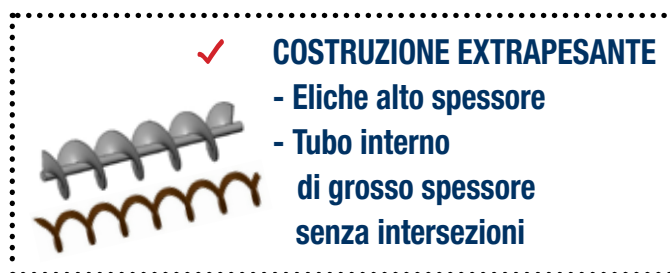 COSTRUZIONE EXTRAPESANTE
- Eliche alto spessore
- Tubo interno
di grosso spessore
senza intersezioni